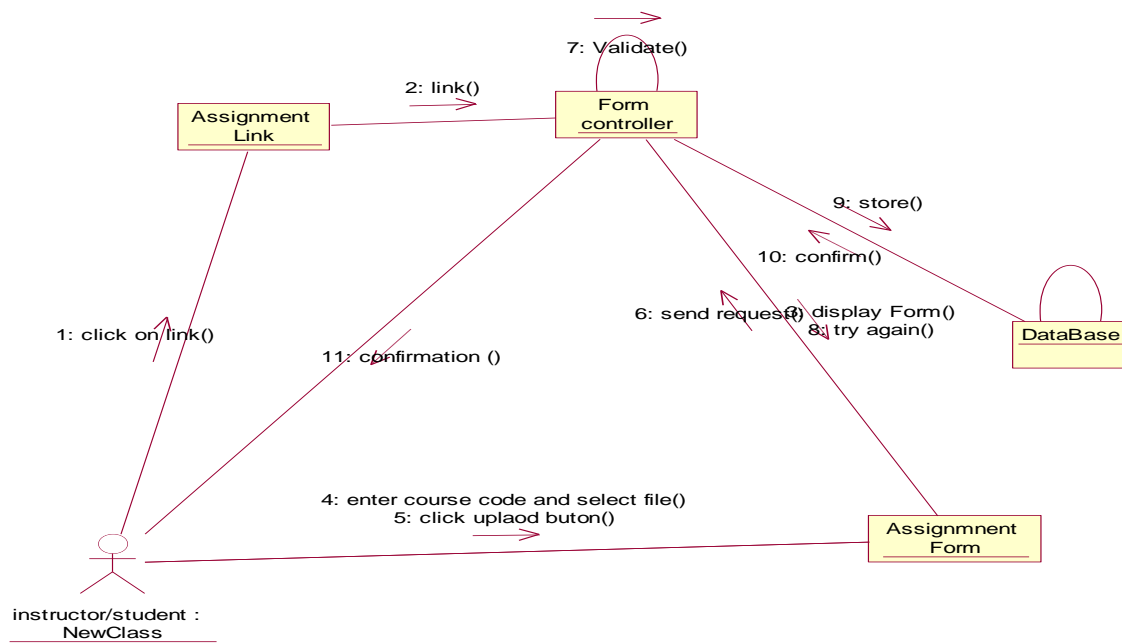 7: Validate()
2: link()
Form
controller
Assignment
Link
9: store()
10: confirm()
6: send request()
3: display Form()
8: try again()
DataBase
1: click on link()
11: confirmation ()
4: enter course code and select file()
5: click uplaod buton()
Assignmnent
Form
instructor/student :
NewClass